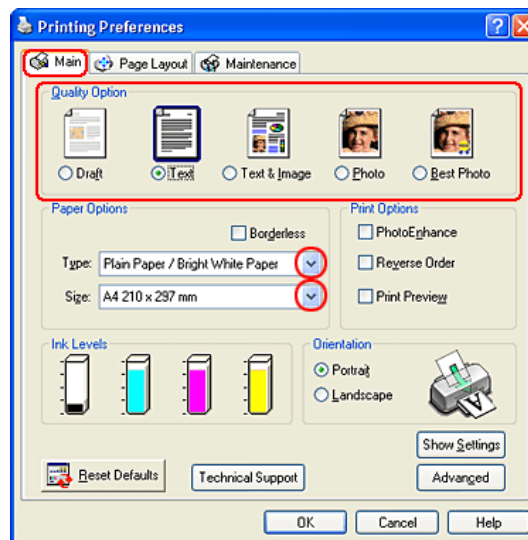 Printing Preferences
Main Page Layout Maintenance
Quality Option
Draft Text Text & Image Photo Best Photo
Paper Options
Borderless
Type: Plain Paper / Bright White Paper
Size: A4 210 x 297 mm
Print Options
PhotoEnhance
Reverse Order
Print Preview
Ink Levels
Orientation
Portrait
Landscape
A
Show Settings
Reset Defaults Technical Support Advanced
OK Cancel Help